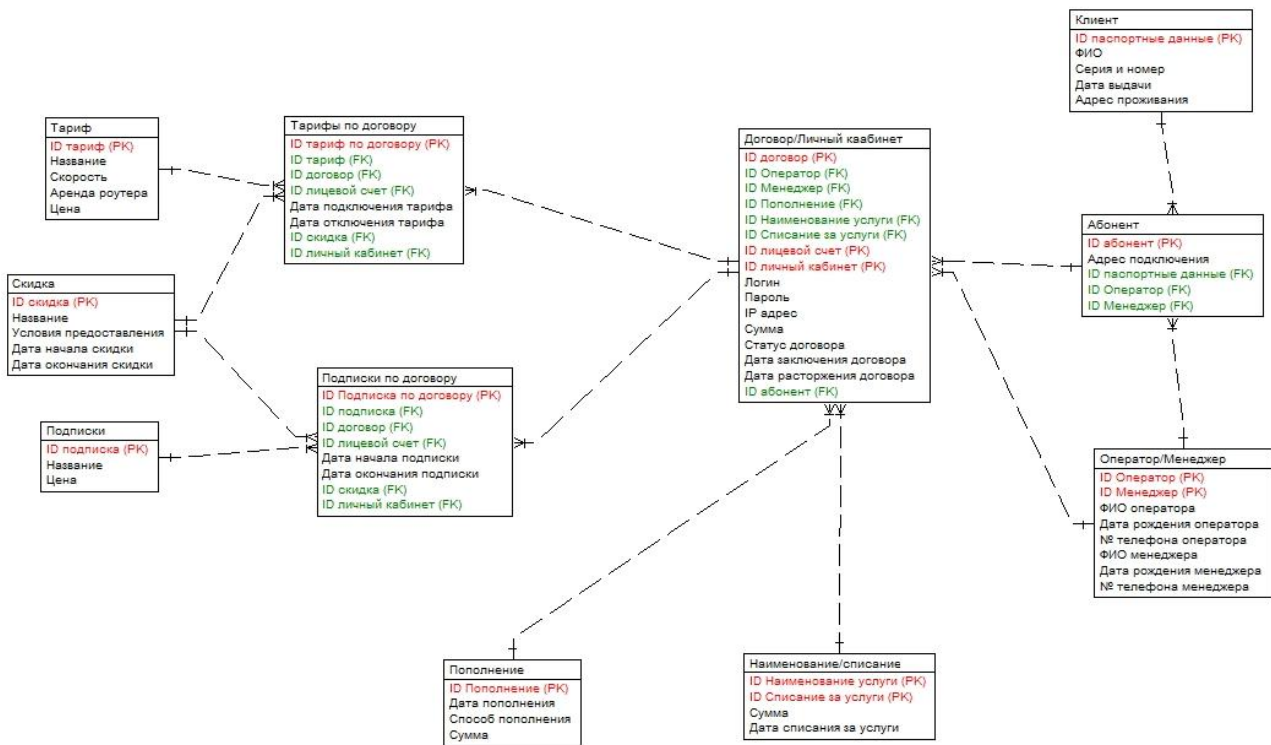 Клиент
ID паспортные данные (PK)
ФИО
Серия и номер
Дата выдачи
Адрес проживания
Тариф
ID тариф (PK)
Название
Скорость
Аренда роутера
Цена
Тарифы по договору
ID тариф по договору (PK)
ID тариф (FK)
ID договор (FK)
ID лицевой счет (FK)
Дата подключения тарифа
Дата отключения тарифа
ID скидка (FK)
ID личный кабинет (FK)
Договор/Личный каабинет
ID договор (PK)
ID Оператор (FK)
ID Менеджер (FK)
ID Пополнение (FK)
ID Наименование услуги (FK)
ID Списание за услуги (FK)
ID лицевой счет (PK)
ID личный кабинет (PK)
Логин
Пароль
IP адрес
Сумма
Статус договора
Дата заключения договора
Дата расторжения договора
ID абонент (FK)
Абонент
ID абонент (PK)
Адрес подключения
ID паспортные данные (FK)
ID Оператор (FK)
ID Менеджер (FK)
Скидка
ID скидка (PK)
Название
Условия предоставления
Дата начала скидки
Дата окончания скидки
Подписки по договору
ID Подписка по договору (PK)
ID подписка (FK)
ID договор (FK)
ID лицевой счет (FK)
Дата начала подписки
Дата окончания подписки
ID скидка (FK)
ID личный кабинет (FK)
Подписки
ID подписка (PK)
Название
Цена
Оператор/Менеджер
ID Оператор (PK)
ID Менеджер (PK)
ФИО оператора
Дата рождения оператора
№ телефона оператора
ФИО менеджера
Дата рождения менеджера
№ телефона менеджера
Пополнение
ID Пополнение (PK)
Дата пополнения
Способ пополнения
Сумма
Наименование/списание
ID Наименование услуги (PK)
ID Списание за услуги (PK)
Сумма
Дата списания за услуги